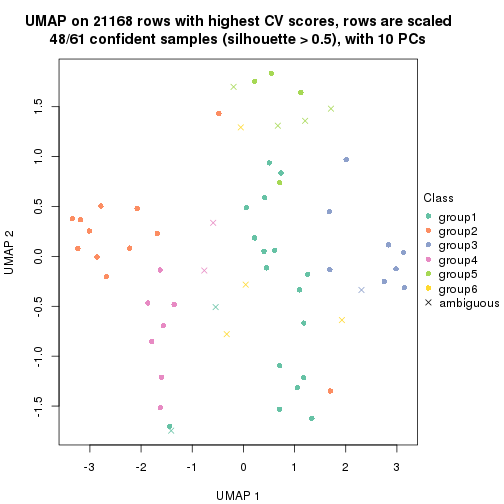 UMAP on 21168 rows with highest CV scores, rows are scaled
48/61 confident samples (silhouette > 0.5), with 10 PCs
UMAP 2
1.5
1.0
0.5
0.0
-0.5
-1.0
-1.5
-3 -2 -1 0 1 2 3
UMAP 1
Class
group1
group2
group3
group4
group5
group6
ambiguous